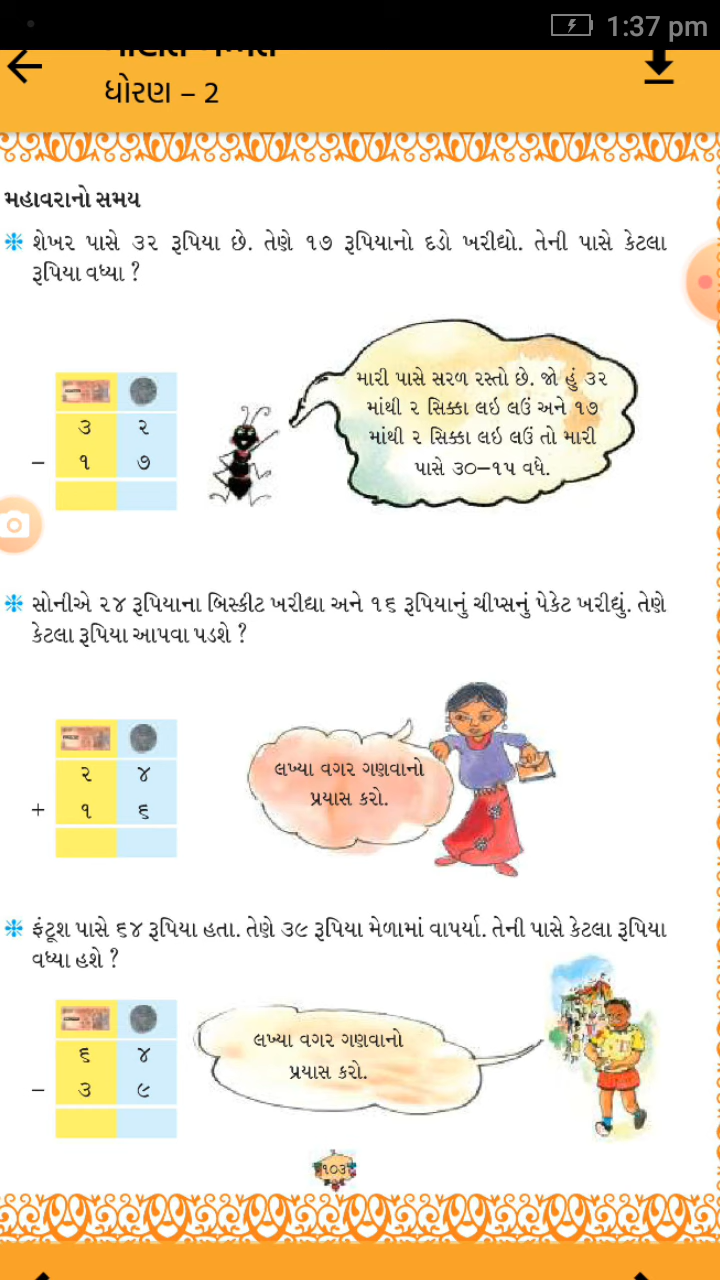 1:37 pm
ધોરણ – 2
મહાવરાનો સમય
શેખર પાસે ૩૨ રૂપિયા છે. તેણે ૧૭ રૂપિયાનો દડો ખરીદ્યો. તેની પાસે કેટલા
રૂપિયા વધ્યા ?
મારી પાસે સરળ રસ્તો છે. જો હું ૩૨
માંથી ૨ સિક્કા લઇ લઉં અને ૧૭
માંથી ૨ સિક્કા લઇ લઉં તો મારી
પાસે ૩૦–૧૫ વધે.
૩ ૨
– ૧ ૭
સોનીએ ૨૪ રૂપિયાના બિસ્કીટ ખરીદ્યા અને ૧૬ રૂપિયાનું ચીપ્સનું પેકેટ ખરીદ્યું. તેણે
કેટલા રૂપિયા આપવા પડશે ?
૨ ૪
+ ૧ ૬
લખ્યા વગર ગણવાનો
પ્રયાસ કરો.
ફંટૂશ પાસે ૬૪ રૂપિયા હતા. તેણે ૩૯ રૂપિયા મેળામાં વાપર્યા. તેની પાસે કેટલા રૂપિયા
વધ્યા હશે ?
૬ ૪
– ૩ ૯
લખ્યા વગર ગણવાનો
પ્રયાસ કરો.
૧૦૩